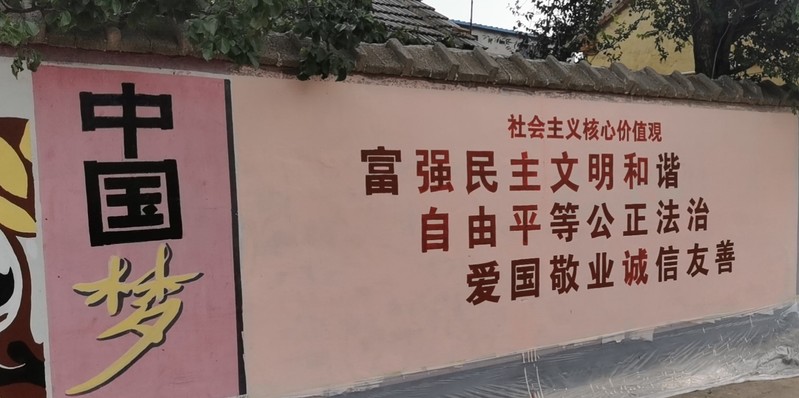 中国梦
社会主义核心价值观
富强民主文明和谐
自由平等公正法治
爱国敬业诚信友善